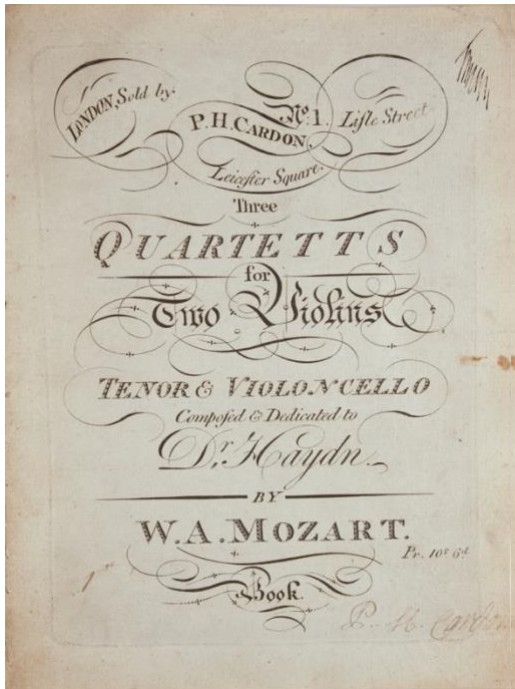 LONDON, Sold by
P.H.CARDON, No. 1. Lisle Street
Leicester Square.
Three
QUARTETTS
for
Two Violins
TENOR & VIOLONCELLO
Composed & Dedicated to
Dr. Haydn.
BY
W.A.MOZART.
Pr. 10s 6d
Book.
P. H. Cardon